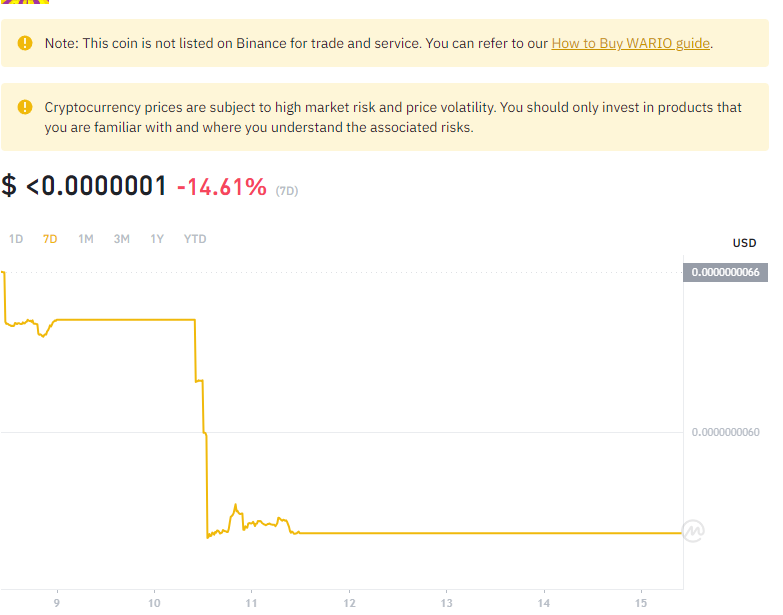 Note: This coin is not listed on Binance for trade and service. You can refer to our How to Buy WARIO guide.
Cryptocurrency prices are subject to high market risk and price volatility. You should only invest in products that
you are familiar with and where you understand the associated risks.
$ <0.0000001 -14.61% (7D)
1D 7D 1M 3M 1Y YTD
USD
0.0000000066
0.0000000060
9 10 11 12 13 14 15